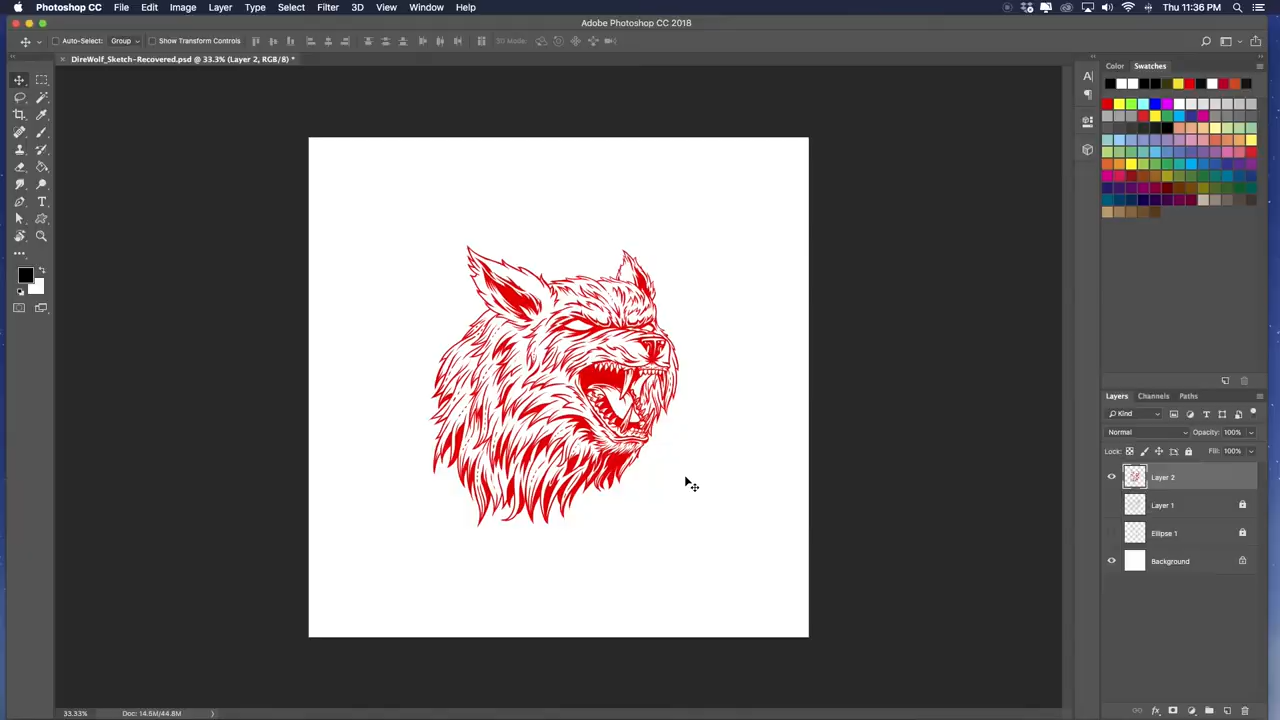 Photoshop CC File Edit Image Layer Type Select Filter 3D View Window Help Thu 11:36 PM
Adobe Photoshop CC 2018
Auto-Select: Group Show Transform Controls 3D Mode:
× DireWolf_Sketch-Recovered.psd @ 33.3% (Layer 2, RGB/8) *
Color Swatches
Layers Channels Paths
Kind
Normal Opacity: 100%
Lock: Fill: 100%
Layer 2
Layer 1
Ellipse 1
Background
33.33% Doc: 14.5M/44.8M